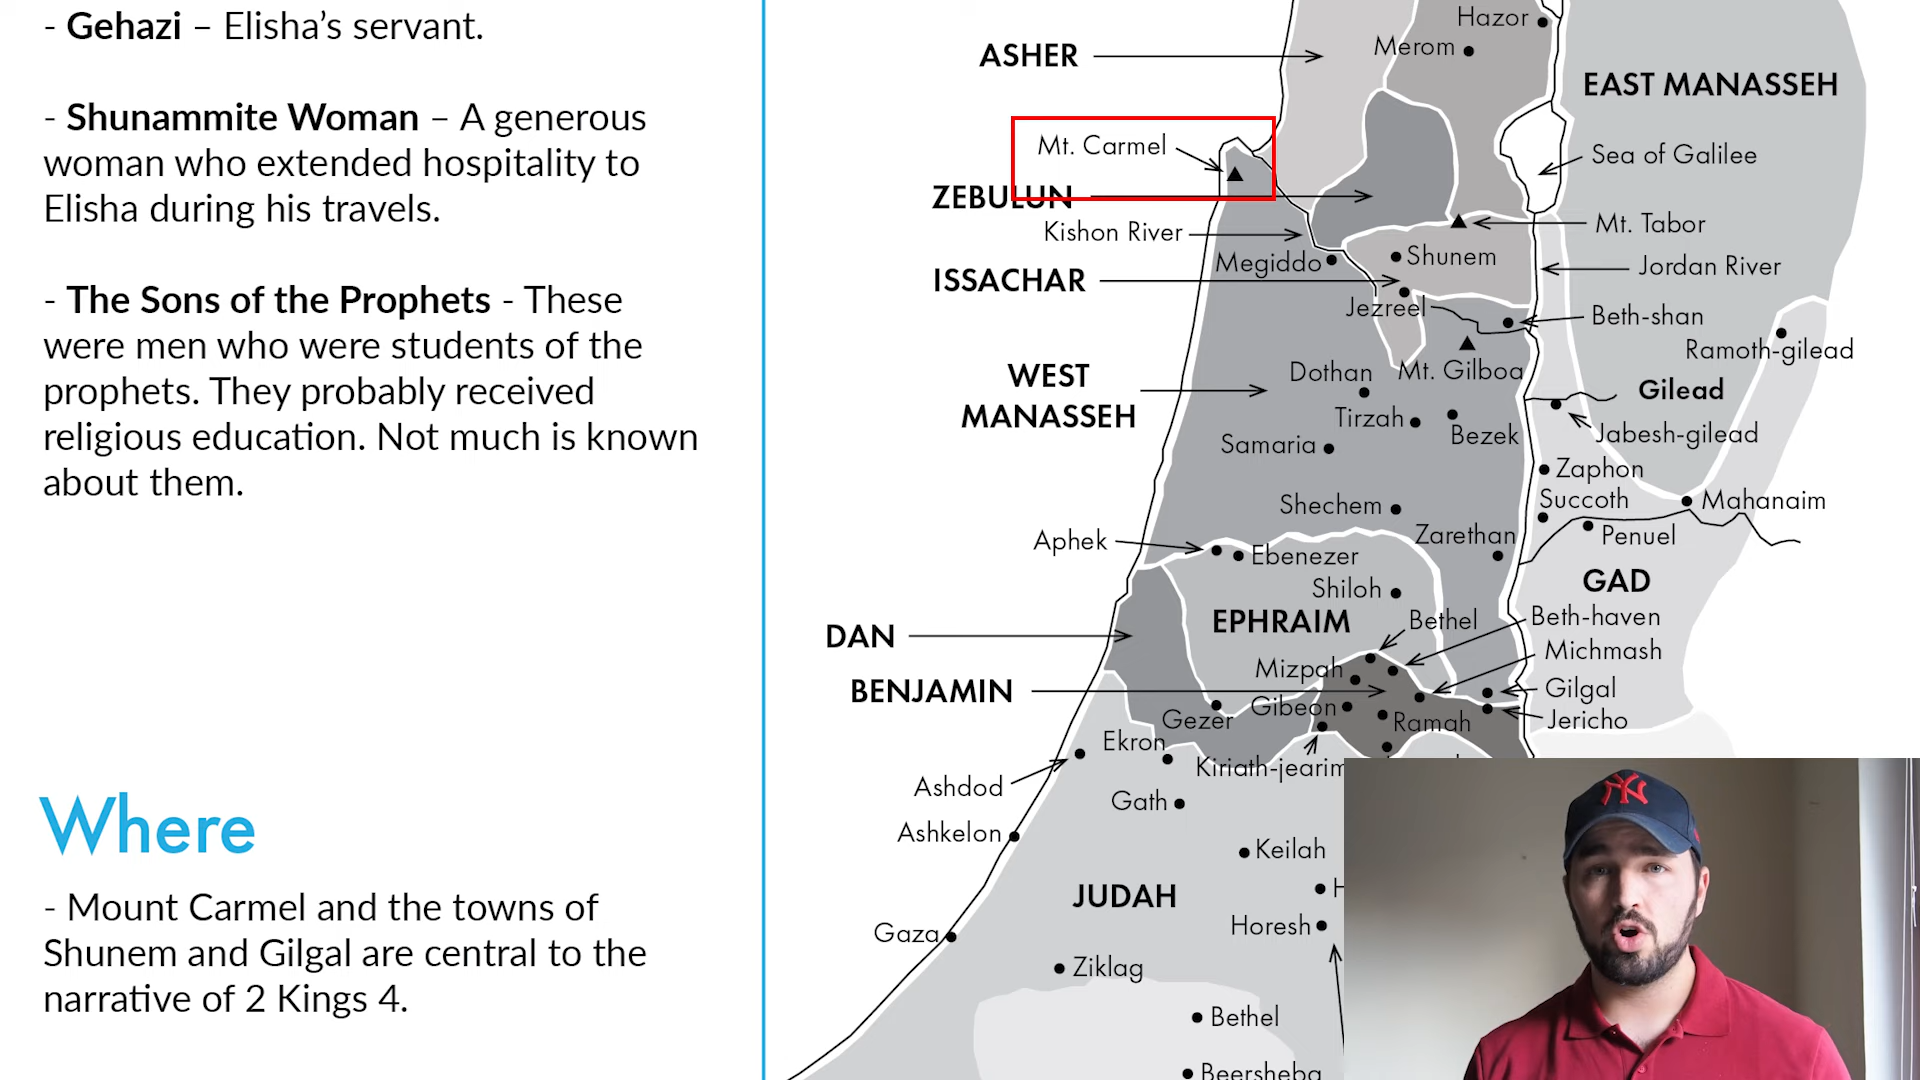 - Gehazi – Elisha’s servant.
- Shunammite Woman – A generous
woman who extended hospitality to
Elisha during his travels.
- The Sons of the Prophets - These
were men who were students of the
prophets. They probably received
religious education. Not much is known
about them.
Where
- Mount Carmel and the towns of
Shunem and Gilgal are central to the
narrative of 2 Kings 4.
Hazor
Merom
ASHER
EAST MANASSEH
Mt. Carmel
Sea of Galilee
ZEBULUN
Mt. Tabor
Kishon River
Shunem
Megiddo
Jordan River
ISSACHAR
Jezreel
Beth-shan
Ramoth-gilead
Dothan
Mt. Gilboa
WEST
MANASSEH
Gilead
Tirzah
Bezek
Jabesh-gilead
Samaria
Zaphon
Succoth
Mahanaim
Shechem
Zarethan
Penuel
Aphek
Ebenezer
GAD
Shiloh
EPHRAIM
Bethel
Beth-haven
DAN
Michmash
Mizpah
BENJAMIN
Gilgal
Gibeon
Gezer
Ramah
Jericho
Ekron
Kiriath-jearim
Ashdod
Gath
Ashkelon
Keilah
H
JUDAH
Horesh
Gaza
Ziklag
Bethel
Beersheba
NY